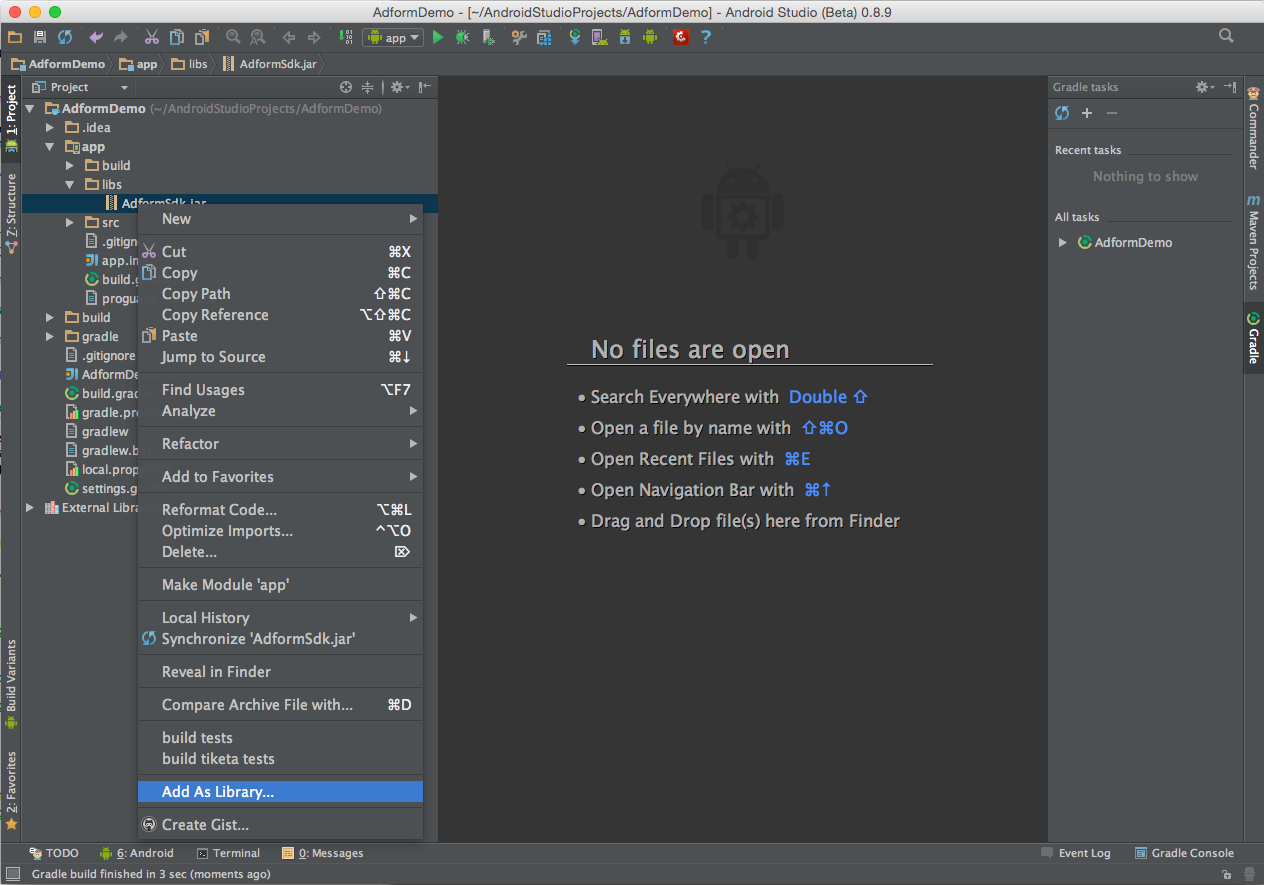 AdformDemo - [~/AndroidStudioProjects/AdformDemo] - Android Studio (Beta) 0.8.9
app
AdformDemo app libs AdformSdk.jar
1: Project
Z: Structure
Build Variants
2: Favorites
Project
AdformDemo (~/AndroidStudioProjects/AdformDemo)
.idea
app
build
libs
AdformSdk.jar
src
.gitign
app.in
build.g
progua
build
gradle
.gitignore
AdformDe
build.grad
gradle.prop
gradlew
gradlew.b
local.prop
settings.g
External Libra
New
Cut ⌘X
Copy ⌘C
Copy Path ⇧⌘C
Copy Reference ⌥⇧⌘C
Paste ⌘V
Jump to Source ⌘↓
Find Usages ⌥F7
Analyze
Refactor
Add to Favorites
Reformat Code... ⌥⌘L
Optimize Imports... ^⌥O
Delete... ⌦
Make Module 'app'
Local History
Synchronize 'AdformSdk.jar'
Reveal in Finder
Compare Archive File with... ⌘D
build tests
build tiketa tests
Add As Library...
Create Gist...
No files are open
• Search Everywhere with Double ⇧
• Open a file by name with ⇧⌘O
• Open Recent Files with ⌘E
• Open Navigation Bar with ⌘↑
• Drag and Drop file(s) here from Finder
Gradle tasks
Recent tasks
Nothing to show
All tasks
AdformDemo
Commander
m Maven Projects
Gradle
TODO 6: Android Terminal 0: Messages Event Log Gradle Console
Gradle build finished in 3 sec (moments ago)